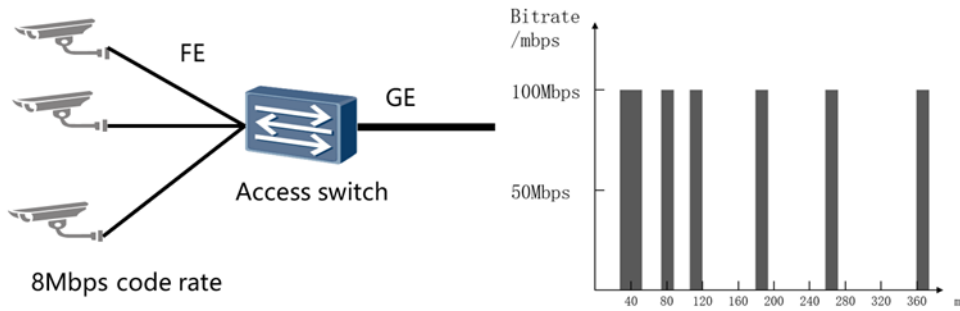 FE
GE
Access switch
8Mbps code rate
Bitrate
/mbps
100Mbps
50Mbps
40 80 120 160 200 240 280 320 360 m